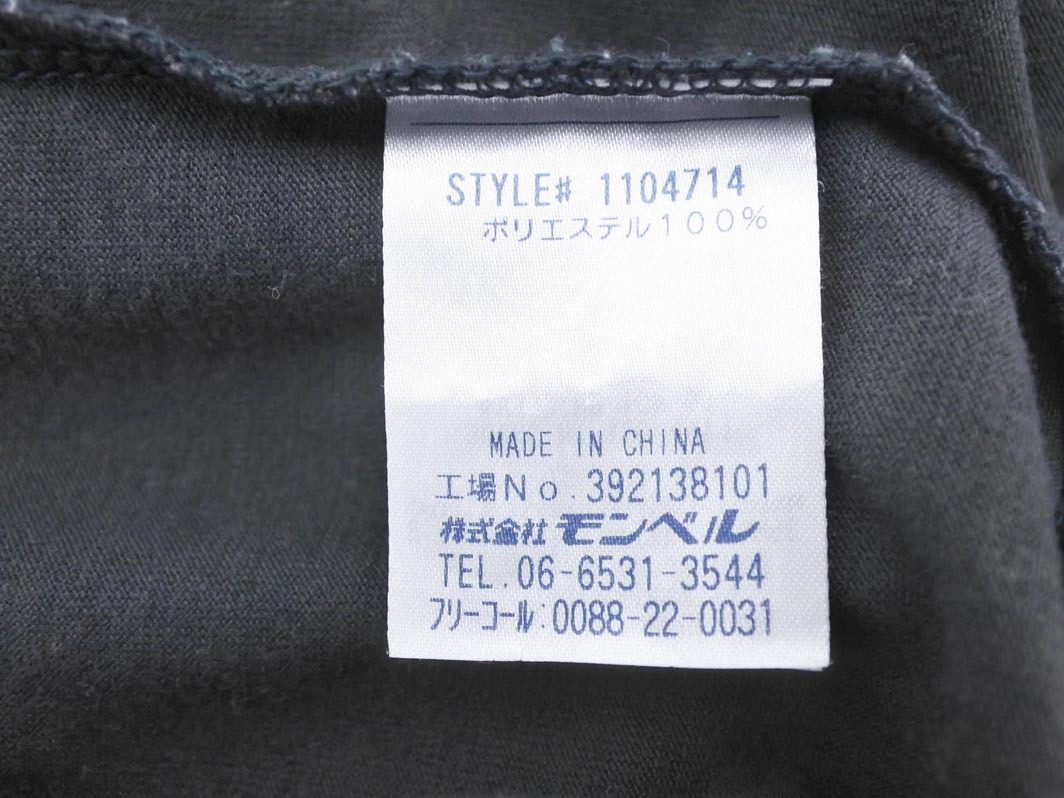 STYLE# 1104714
ポリエステル１００％
MADE IN CHINA
工場No.392138101
株式会社 モンベル
TEL.06-6531-3544
フリーコール:0088-22-0031